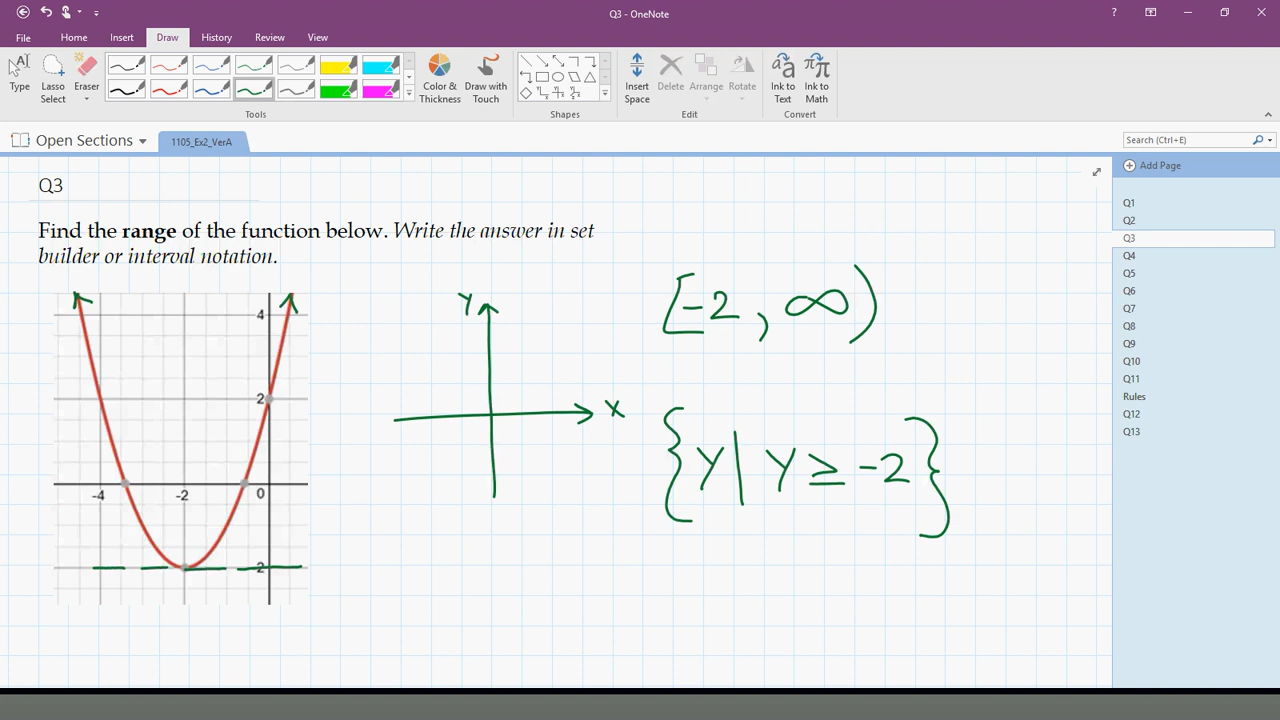 Q3 - OneNote
?
File
Home
Insert
Draw
History
Review
View
Type
Lasso Select
Eraser
Color & Thickness
Draw with Touch
Insert Space
Delete
Arrange
Rotate
Ink to Text
Ink to Math
Tools
Shapes
Edit
Convert
Open Sections
1105_Ex2_VerA
Search (Ctrl+E)
Add Page
Q1
Q2
Q3
Q4
Q5
Q6
Q7
Q8
Q9
Q10
Q11
Rules
Q12
Q13
Q3
Find the range of the function below. Write the answer in set
builder or interval notation.
4
2
-4 -2 0
-2
Y
X
[-2, ∞)
{Y| Y ≥ -2}